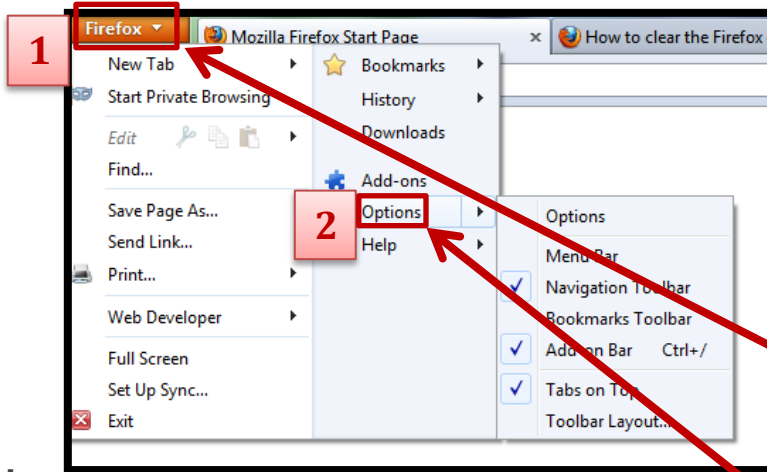 1
Firefox
Mozilla Firefox Start Page
×
How to clear the Firefox
New Tab
Start Private Browsing
Edit
Find...
Save Page As...
Send Link...
Print...
Web Developer
Full Screen
Set Up Sync...
Exit
Bookmarks
History
Downloads
Add-ons
2
Options
Help
Options
Menu Bar
Navigation Toolbar
Bookmarks Toolbar
Add-on Bar Ctrl+/
Tabs on Top
Toolbar Layout...